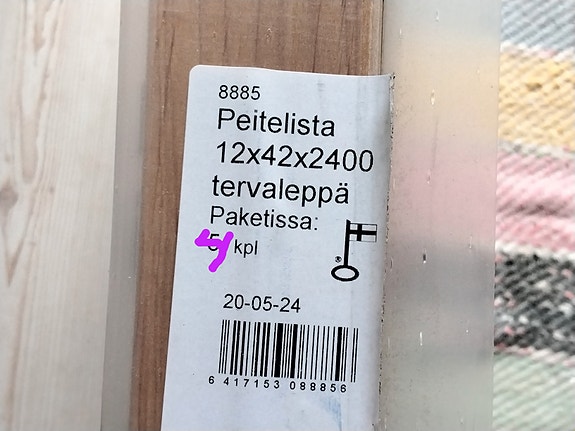 8885
Peitelista
12x42x2400
tervaleppä
Paketissa:
4 kpl
20-05-24
6 417153 088856